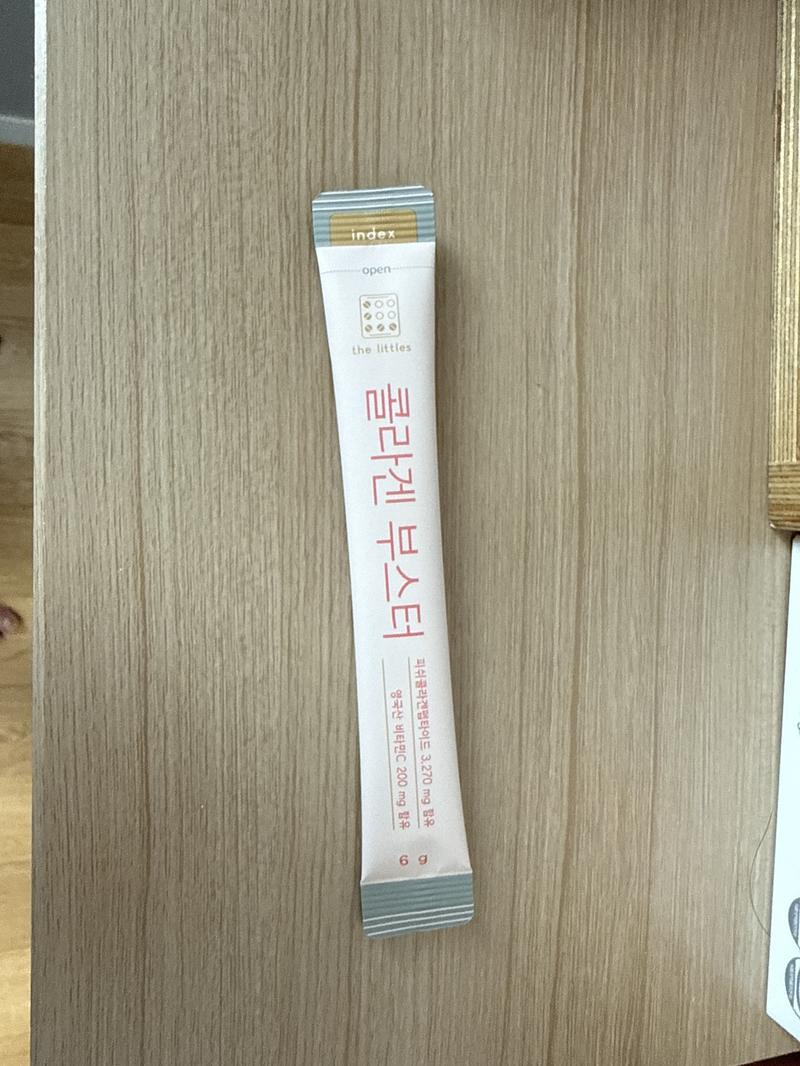 index
open
the littles
콜라겐 부스터
피쉬콜라겐펩타이드 3,270 mg 함유
영국산 비타민C 200 mg 함유
6 g